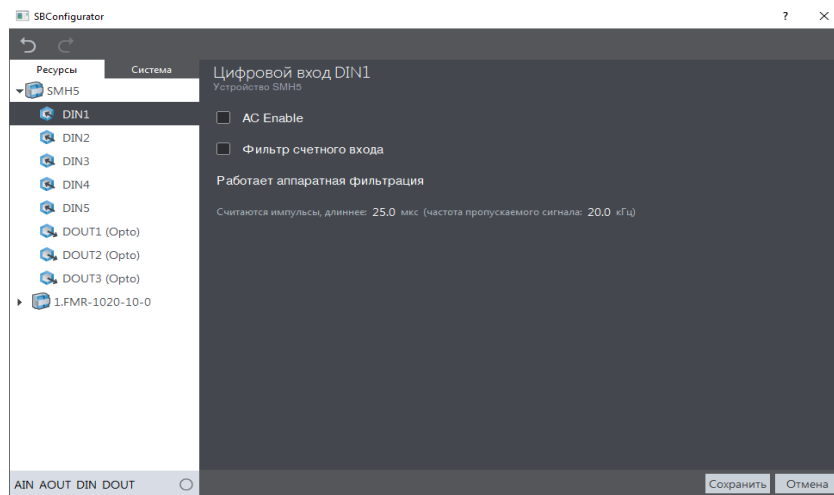 SBConfigurator
?
Ресурсы Система
SMH5
DIN1
DIN2
DIN3
DIN4
DIN5
DOUT1 (Opto)
DOUT2 (Opto)
DOUT3 (Opto)
1.FMR-1020-10-0
AIN AOUT DIN DOUT
Цифровой вход DIN1
Устройство SMH5
AC Enable
Фильтр счетного входа
Работает аппаратная фильтрация
Считаются импульсы, длиннее: 25.0 мкс (частота пропускаемого сигнала: 20.0 кГц)
Сохранить Отмена